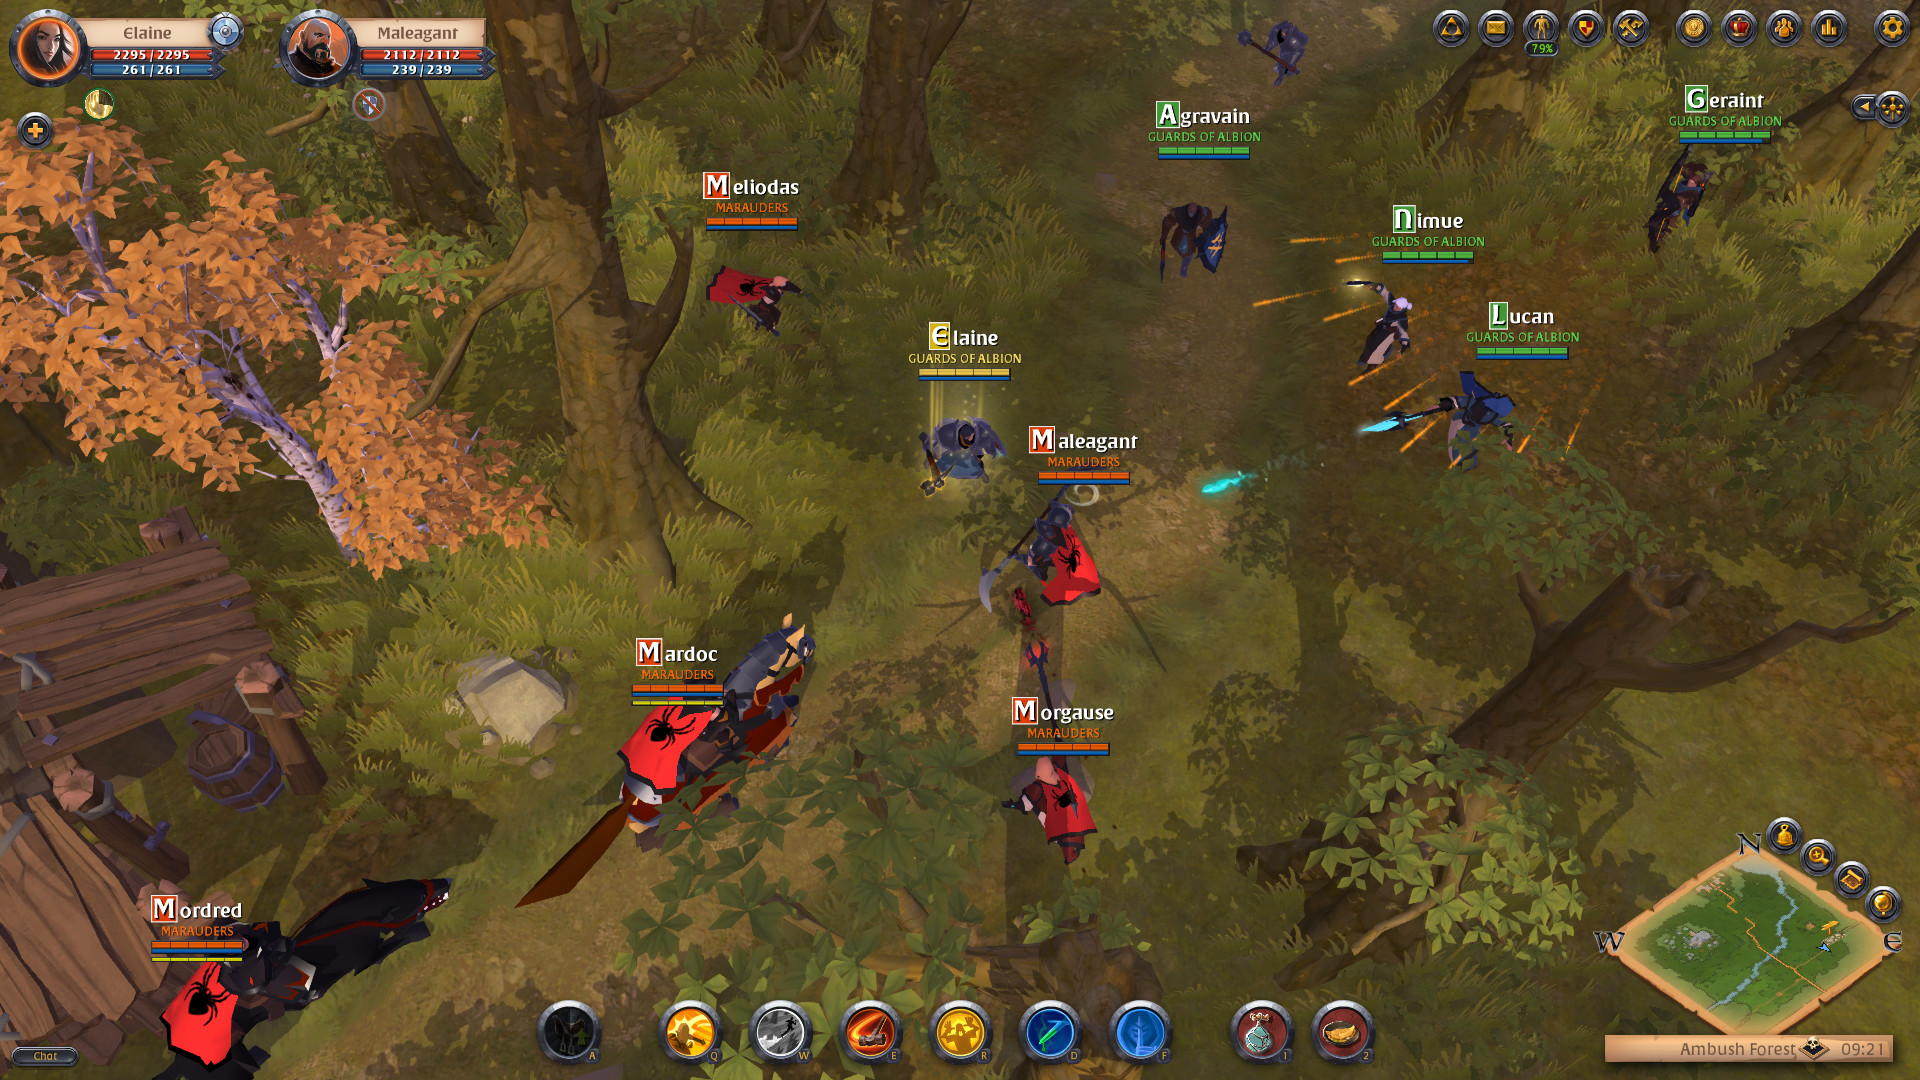 Elaine
2295/2295
261/261
Maleagant
2112/2112
239/239
79%
Geraint
GUARDS OF ALBION
Agravain
GUARDS OF ALBION
Meliodas
MARAUDERS
Nimue
GUARDS OF ALBION
Lucan
GUARDS OF ALBION
Elaine
GUARDS OF ALBION
Maleagant
MARAUDERS
Mardoc
MARAUDERS
Morgause
MARAUDERS
Mordred
MARAUDERS
N
W
E
Chat
A
Q
W
E
R
D
F
1
2
Ambush Forest 09:21